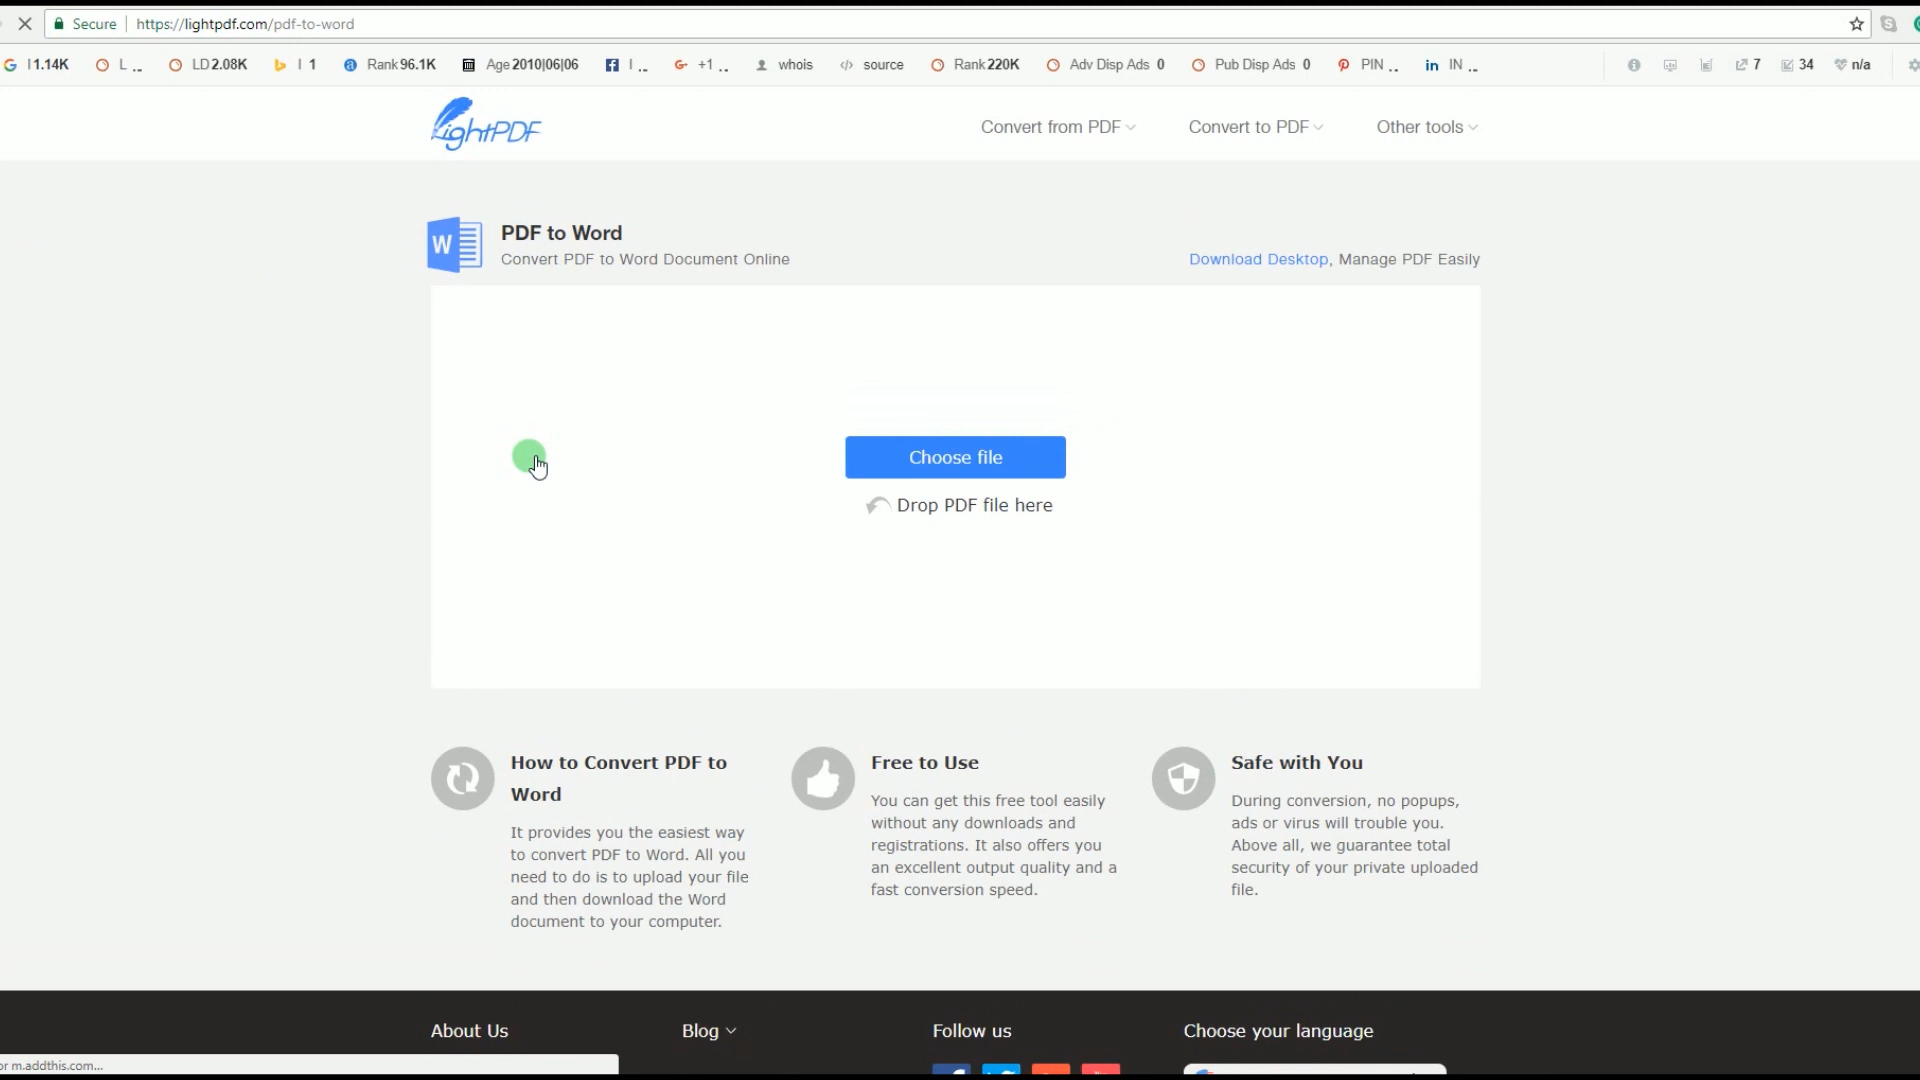 Secure https://lightpdf.com/pdf-to-word
I 1.14K L ... LD 2.08K I 1 Rank 96.1K Age 2010|06|06 I ... +1 ... whois source Rank 220K Adv Disp Ads 0 Pub Disp Ads 0 PIN ... IN ... 7 34 n/a
LightPDF Convert from PDF Convert to PDF Other tools
PDF to Word
Convert PDF to Word Document Online
Download Desktop, Manage PDF Easily
Choose file
Drop PDF file here
How to Convert PDF to
Word
It provides you the easiest way
to convert PDF to Word. All you
need to do is to upload your file
and then download the Word
document to your computer.
Free to Use
You can get this free tool easily
without any downloads and
registrations. It also offers you
an excellent output quality and a
fast conversion speed.
Safe with You
During conversion, no popups,
ads or virus will trouble you.
Above all, we guarantee total
security of your private uploaded
file.
About Us Blog Follow us Choose your language
or m.addthis.com...